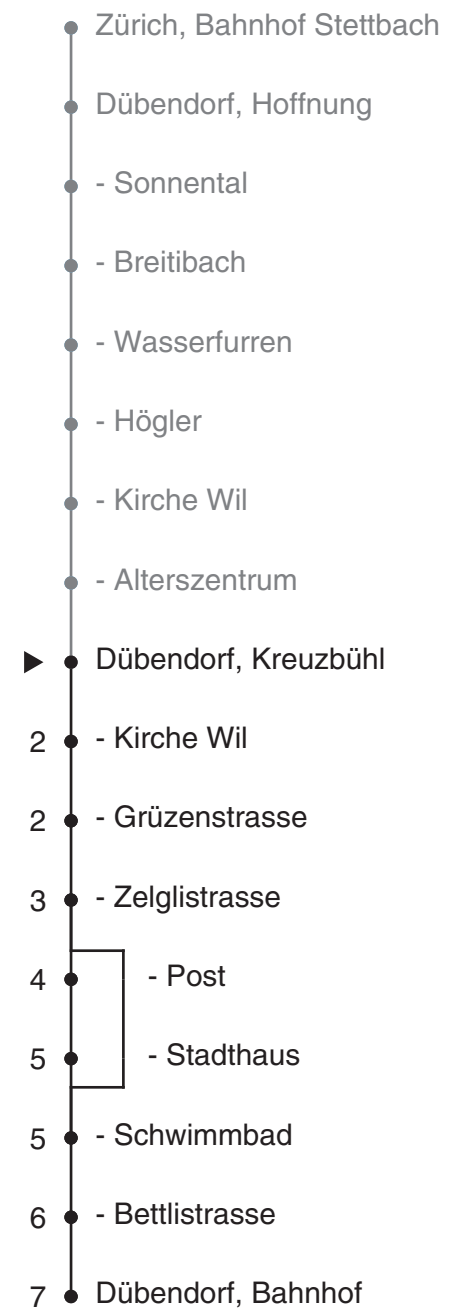 Zürich, Bahnhof Stettbach
Dübendorf, Hoffnung
- Sonnental
- Breitibach
- Wasserfurren
- Högler
- Kirche Wil
- Alterszentrum
Dübendorf, Kreuzbühl
2 - Kirche Wil
2 - Grüzenstrasse
3 - Zelglistrasse
4 - Post
5 - Stadthaus
5 - Schwimmbad
6 - Bettlistrasse
7 Dübendorf, Bahnhof